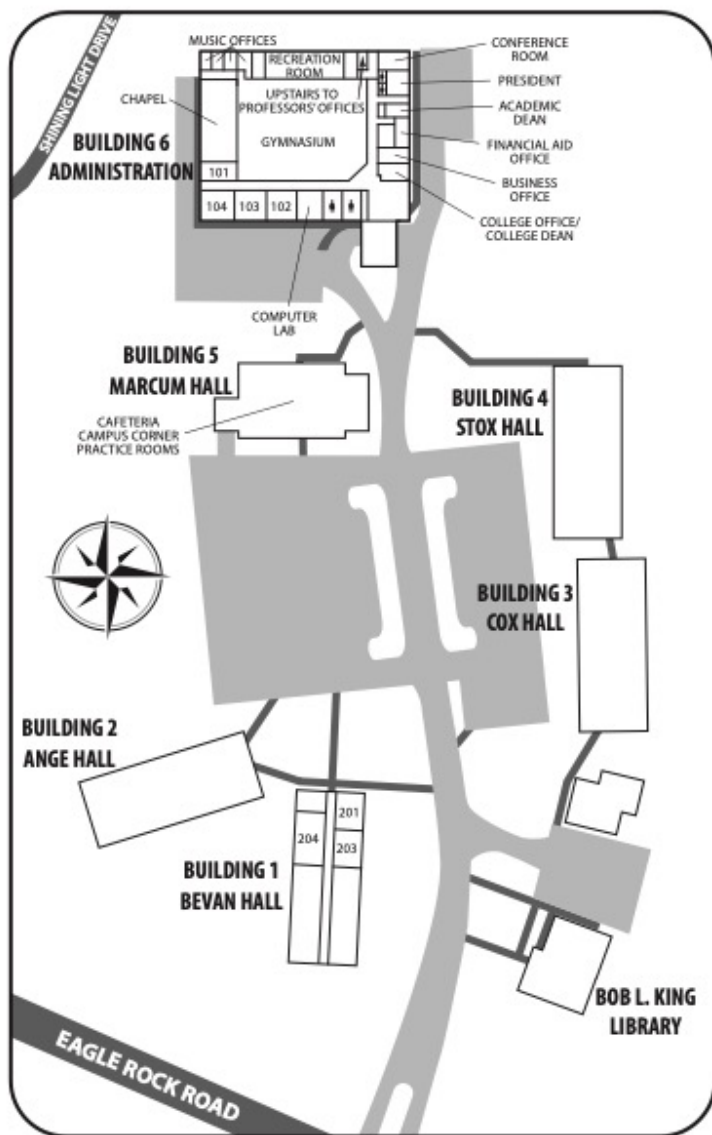 SHINING LIGHT DRIVE
MUSIC OFFICES
RECREATION
ROOM
CONFERENCE
ROOM
PRESIDENT
CHAPEL
UPSTAIRS TO
PROFESSORS' OFFICES
ACADEMIC
DEAN
BUILDING 6
ADMINISTRATION
GYMNASIUM
FINANCIAL AID
OFFICE
101
BUSINESS
OFFICE
104
103
102
COLLEGE OFFICE/
COLLEGE DEAN
COMPUTER
LAB
BUILDING 5
MARCUM HALL
CAFETERIA
CAMPUS CORNER
PRACTICE ROOMS
BUILDING 4
STOX HALL
BUILDING 3
COX HALL
BUILDING 2
ANGE HALL
201
204
203
BUILDING 1
BEVAN HALL
BOB L. KING
LIBRARY
EAGLE ROCK ROAD